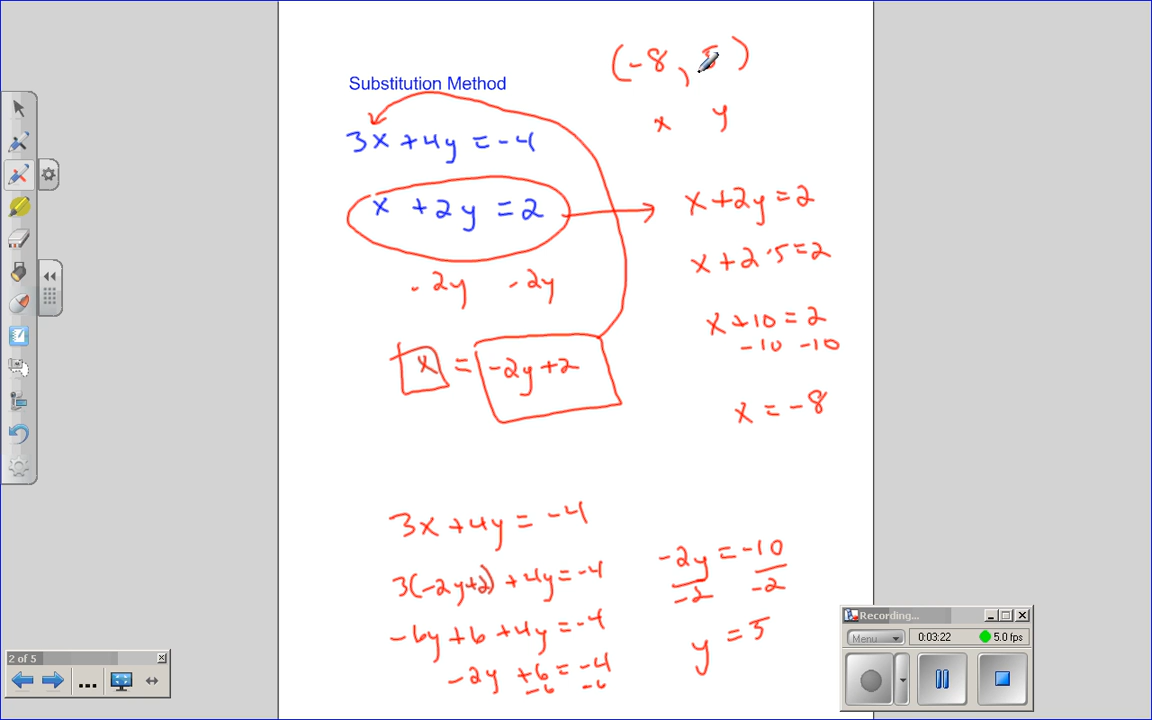 (-8, 5)
x y
Substitution Method
3x +4y = -4
x +2y = 2
-2y -2y
x = -2y+2
x +2y = 2
x + 2·5 = 2
x +10 = 2
-10 -10
x = -8
3x +4y = -4
3(-2y+2) +4y = -4
-6y +6 +4y = -4
-2y +6 = -4
-6 -6
-2y = -10
-2 -2
y = 5
2 of 5
...
Recording...
Menu
0:03:22
5.0 fps